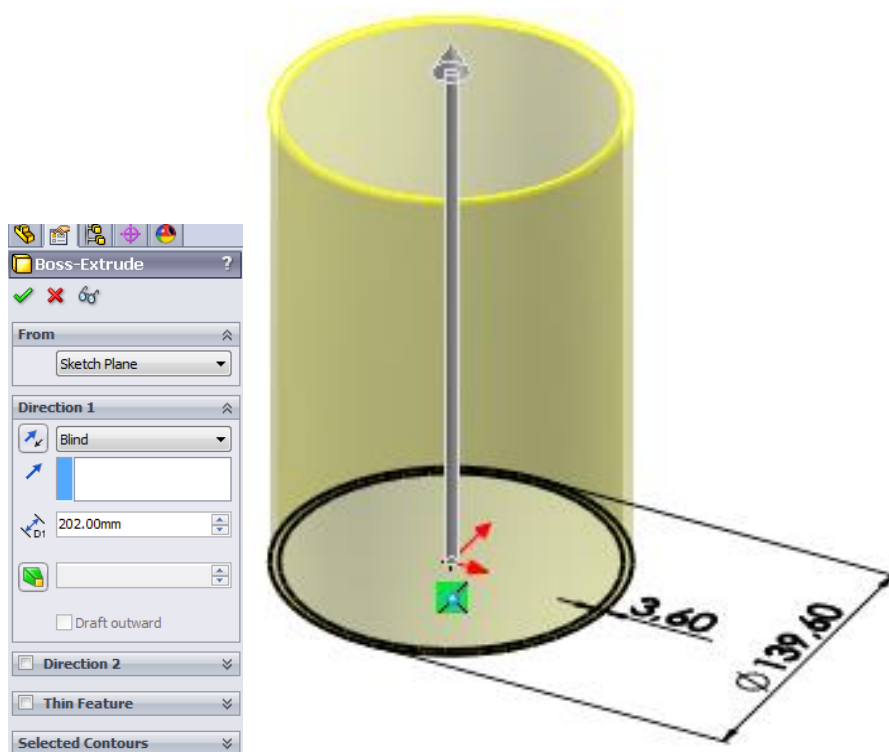 Boss-Extrude ?
From
Sketch Plane
Direction 1
Blind
D1
202.00mm
Draft outward
Direction 2
Thin Feature
Selected Contours
3,60
Ø139,60